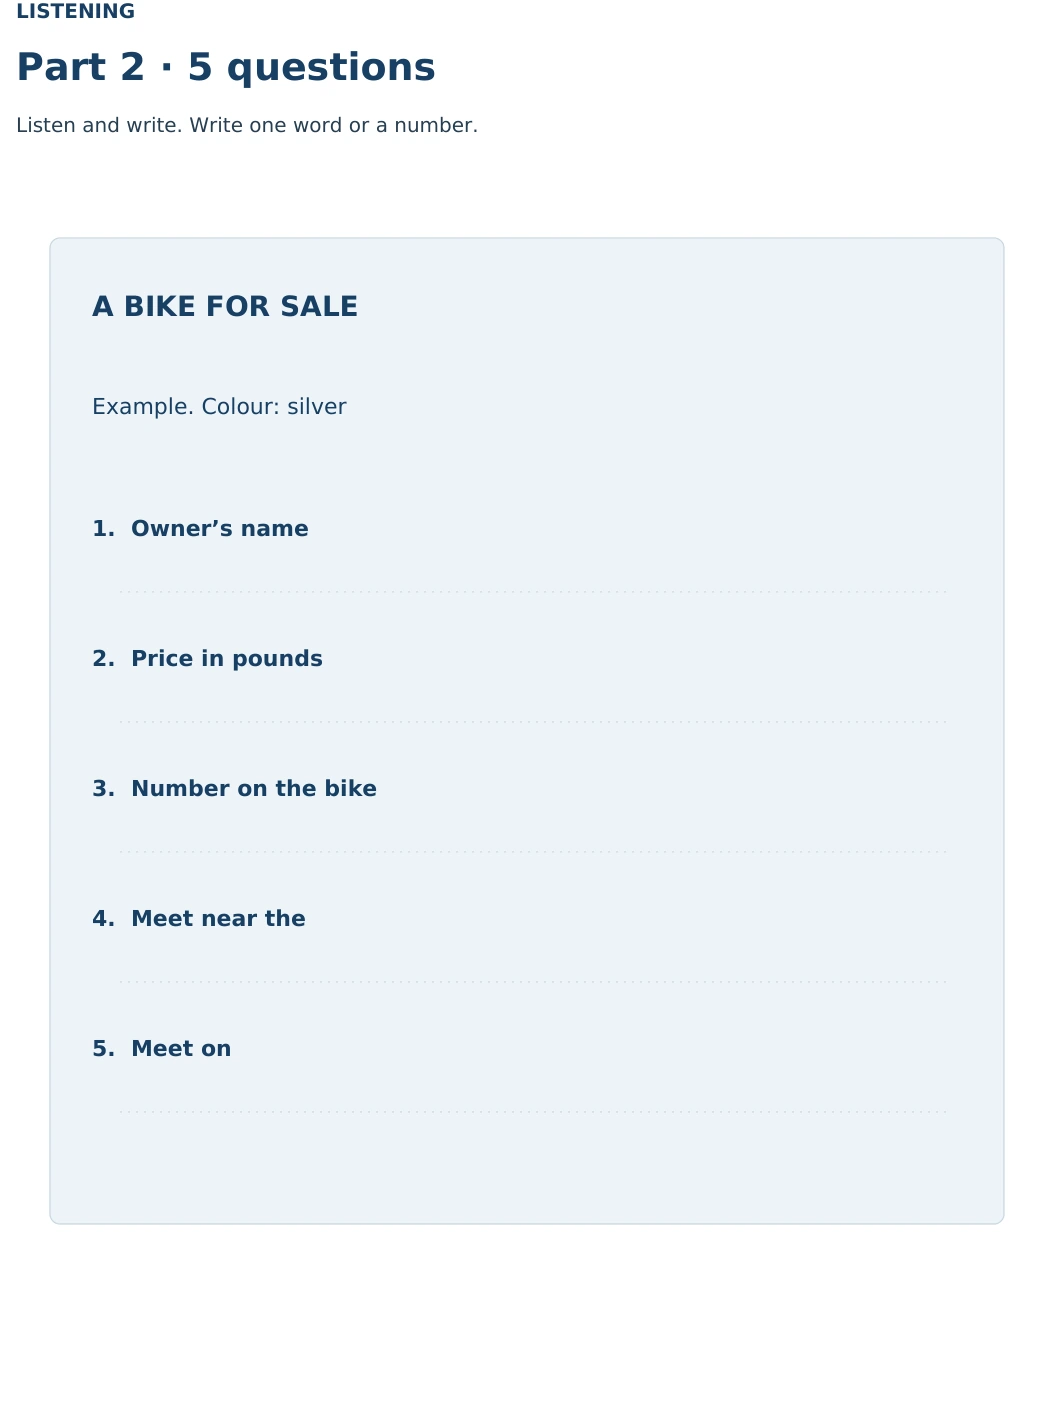 LISTENING
Part 2 · 5 questions
Listen and write. Write one word or a number.
A BIKE FOR SALE
Example. Colour: silver
1. Owner’s name
2. Price in pounds
3. Number on the bike
4. Meet near the
5. Meet on